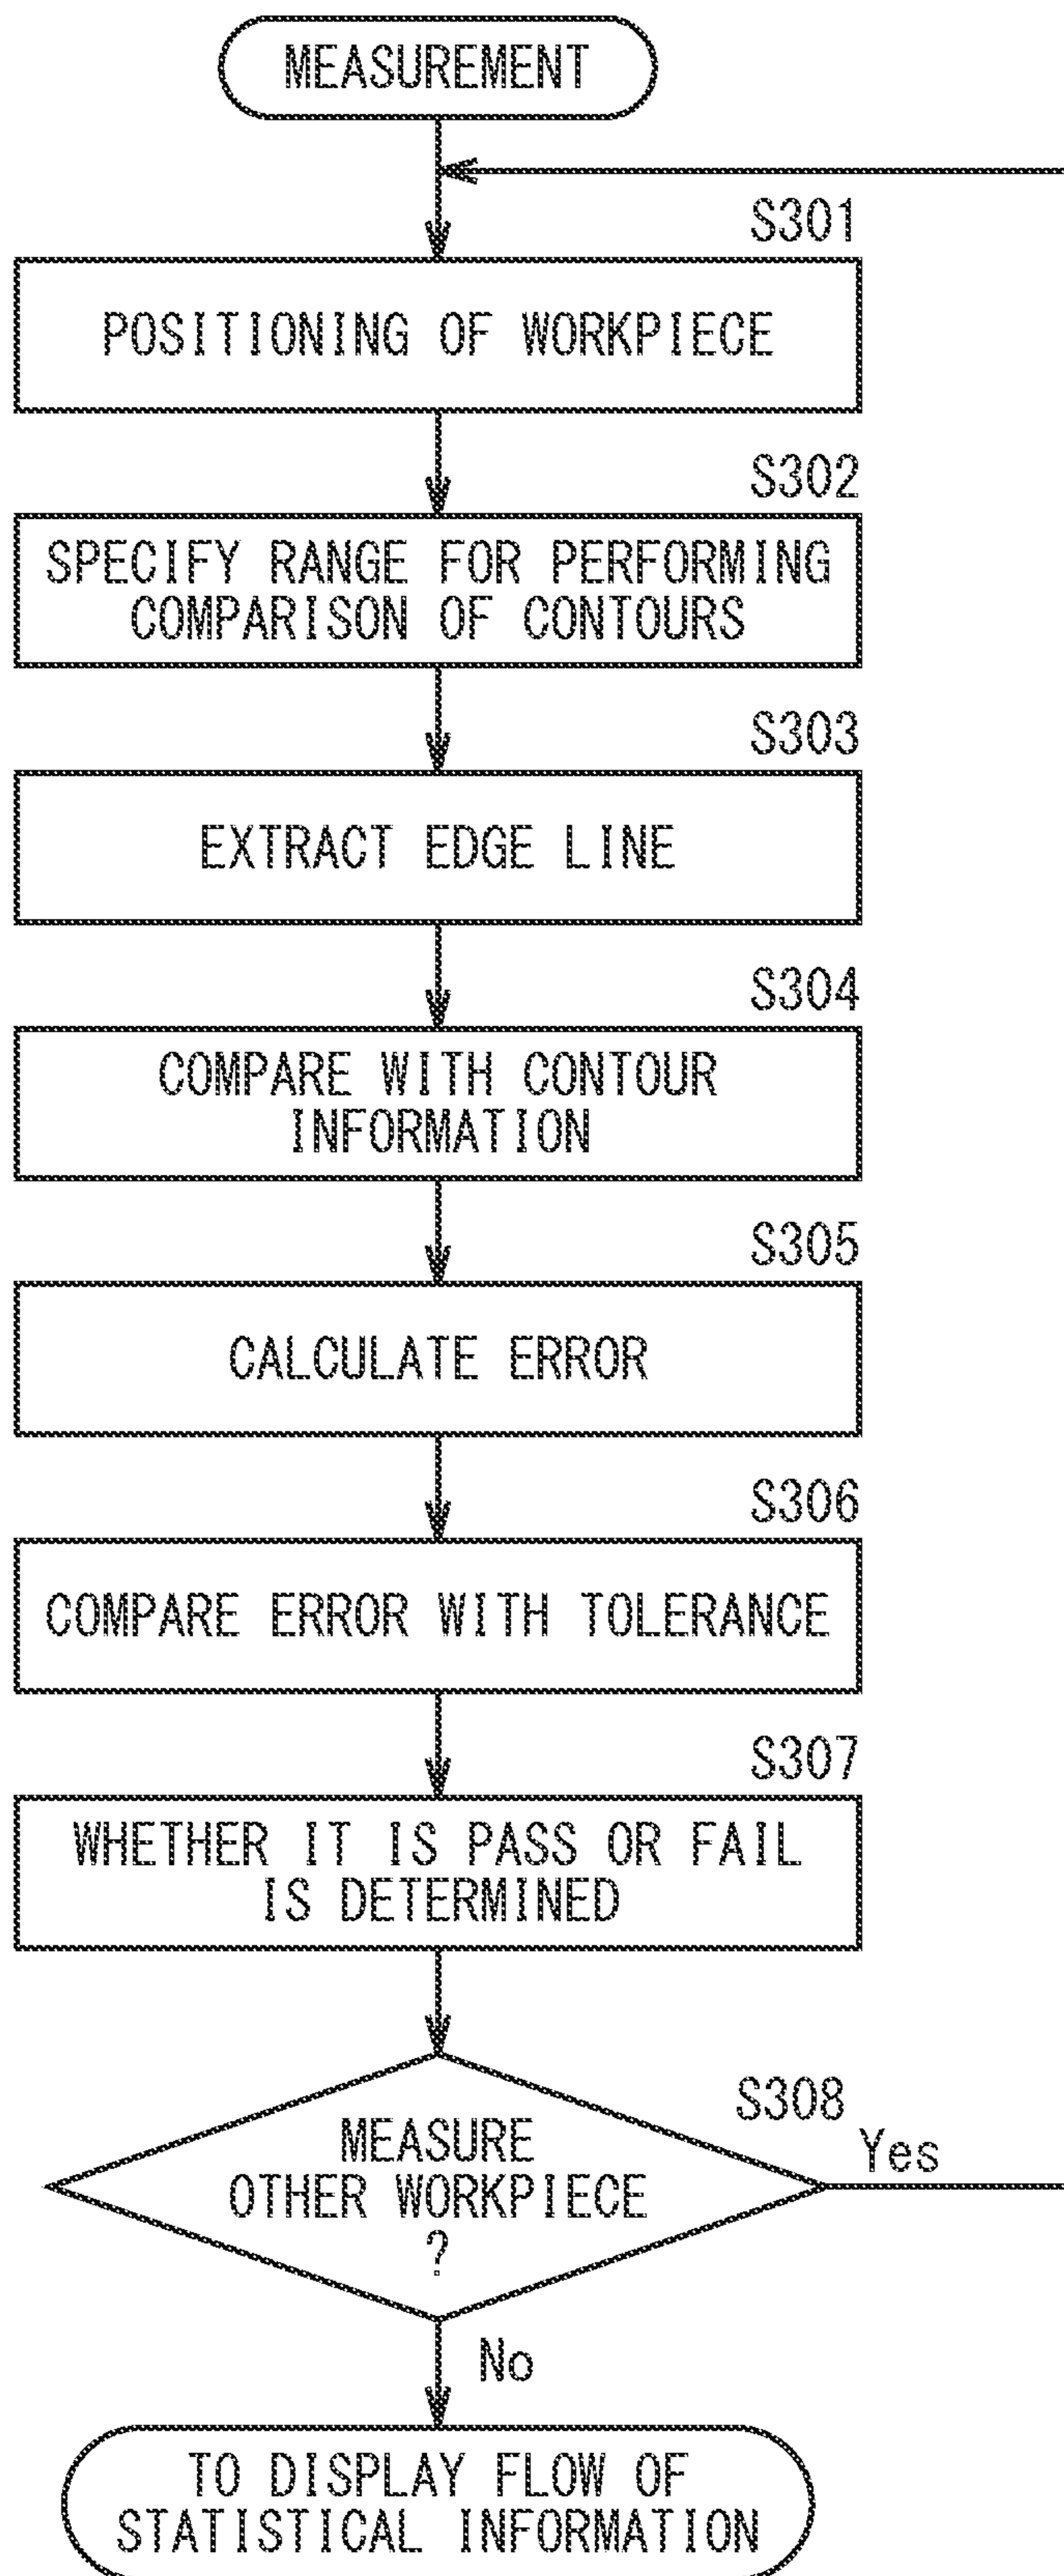 MEASUREMENT
S301
POSITIONING OF WORKPIECE
S302
SPECIFY RANGE FOR PERFORMING
COMPARISON OF CONTOURS
S303
EXTRACT EDGE LINE
S304
COMPARE WITH CONTOUR
INFORMATION
S305
CALCULATE ERROR
S306
COMPARE ERROR WITH TOLERANCE
S307
WHETHER IT IS PASS OR FAIL
IS DETERMINED
S308
MEASURE
OTHER WORKPIECE
?
Yes
No
TO DISPLAY FLOW OF
STATISTICAL INFORMATION